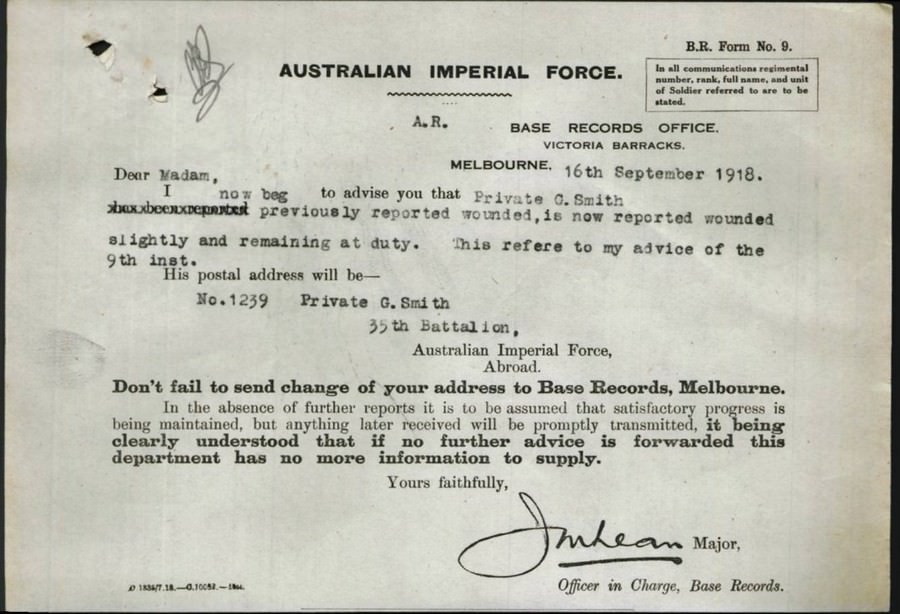 B.R. Form No. 9.
AUSTRALIAN IMPERIAL FORCE.
In all communications regimental
number, rank, full name, and unit
of Soldier referred to are to be
stated.
A.R.
BASE RECORDS OFFICE.
VICTORIA BARRACKS.
MELBOURNE. 16th September 1918.
Dear Madam,
I now beg to advise you that Private G.Smith
has been reported previously reported wounded,is now reported wounded
slightly and remaining at duty. This refere to my advice of the
9th inst.
His postal address will be—
No.1239 Private G.Smith
35th Battalion,
Australian Imperial Force,
Abroad.
Don't fail to send change of your address to Base Records, Melbourne.
In the absence of further reports it is to be assumed that satisfactory progress is
being maintained, but anything later received will be promptly transmitted, it being
clearly understood that if no further advice is forwarded this
department has no more information to supply.
Yours faithfully,
JMLean Major,
Officer in Charge, Base Records.